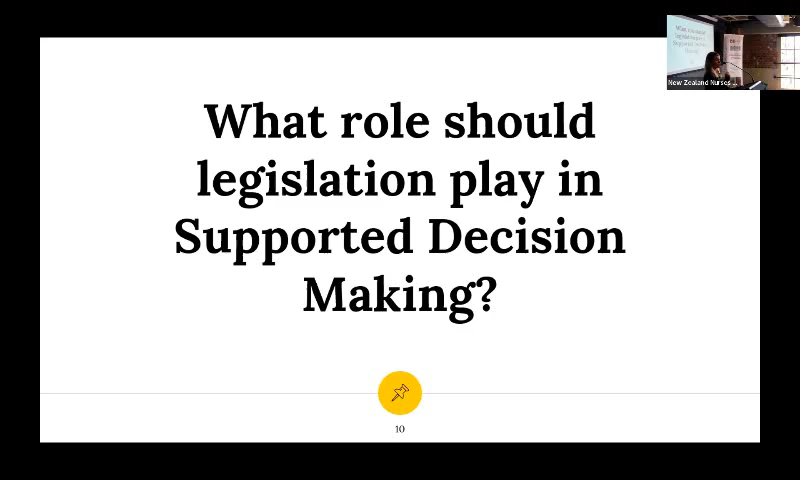 What role should
legislation play in
Supported Decision
Making?
10
New Zealand Nurses ...